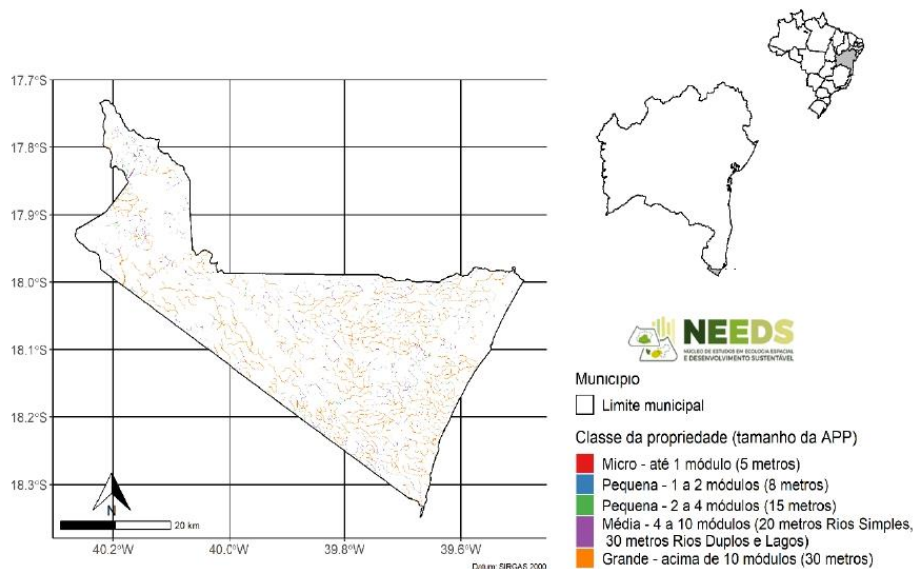 17.7°S
17.8°S
17.9°S
18.0°S
18.1°S
18.2°S
18.3°S
N
20 km
40.2°W
40.0°W
39.8°W
39.6°W
Datum: SIRGAS 2000
NEEDS
NÚCLEO DE ESTUDOS EM ECOLOGIA ESPACIAL
E DESENVOLVIMENTO SUSTENTÁVEL
Município
Limite municipal
Classe da propriedade (tamanho da APP)
Micro - até 1 módulo (5 metros)
Pequena - 1 a 2 módulos (8 metros)
Pequena - 2 a 4 módulos (15 metros)
Média - 4 a 10 módulos (20 metros Rios Simples,
30 metros Rios Duplos e Lagos)
Grande - acima de 10 módulos (30 metros)